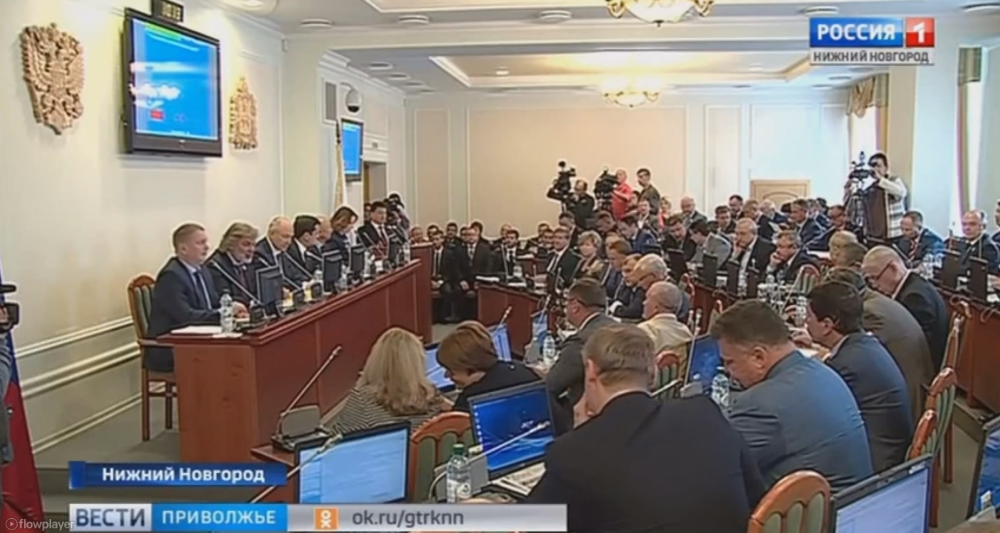 РОССИЯ 1
НИЖНИЙ НОВГОРОД
Нижний Новгород
ВЕСТИ ПРИВОЛЖЬЕ ok.ru/gtrknn
flowplayer